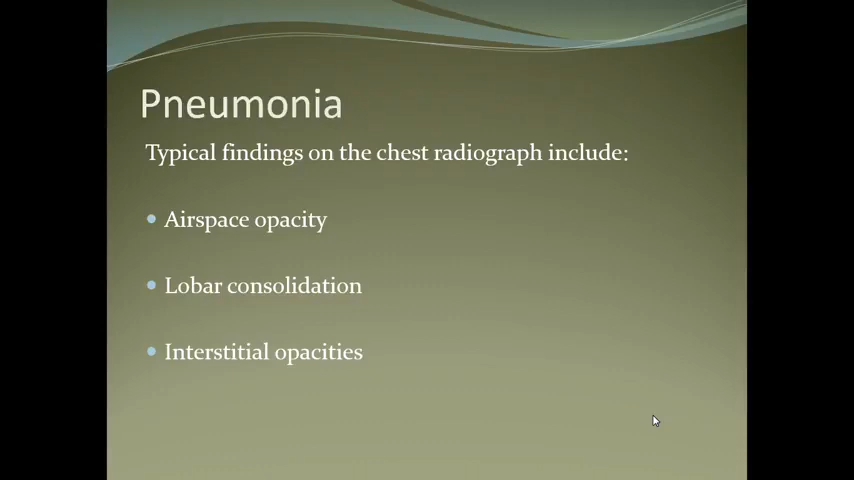 Pneumonia
Typical findings on the chest radiograph include:
Airspace opacity
Lobar consolidation
Interstitial opacities